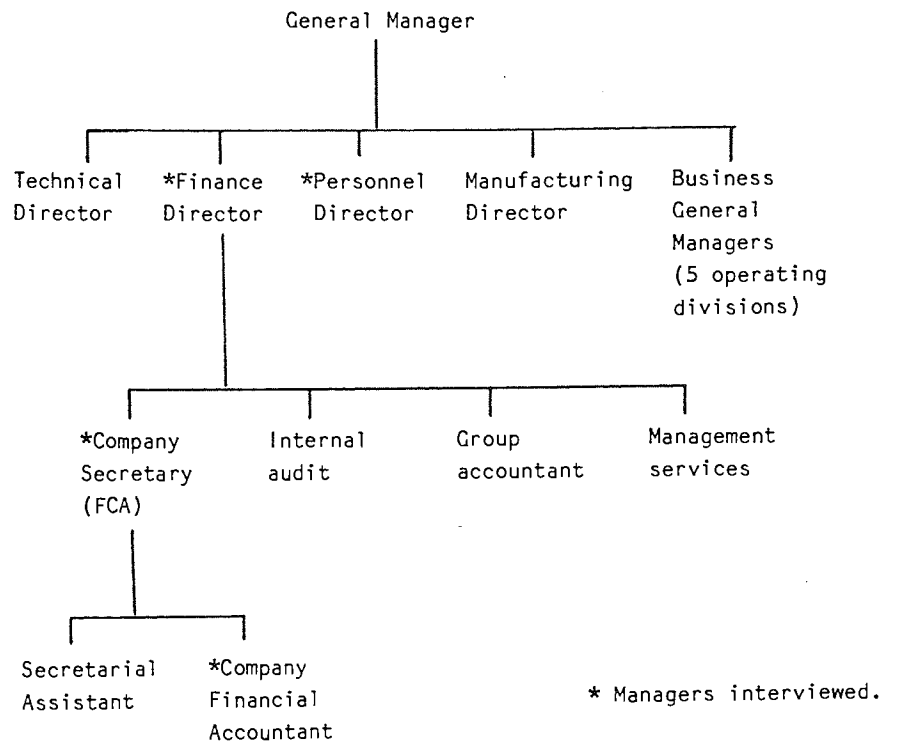 General Manager
Technical
Director
*Finance
Director
*Personnel
Director
Manufacturing
Director
Business
General
Managers
(5 operating
divisions)
*Company
Secretary
(FCA)
Internal
audit
Group
accountant
Management
services
Secretarial
Assistant
*Company
Financial
Accountant
* Managers interviewed.